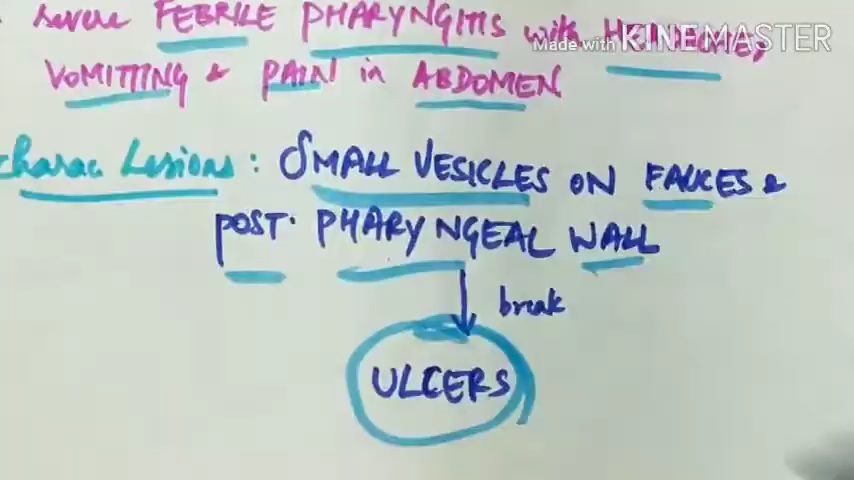 severe FEBRILE PHARYNGITIS with
Made with KINEMASTER
VOMITTING & PAIN in ABDOMEN
charac Lesions: SMALL VESICLES ON FAUCES &
POST. PHARYNGEAL WALL
break
ULCERS